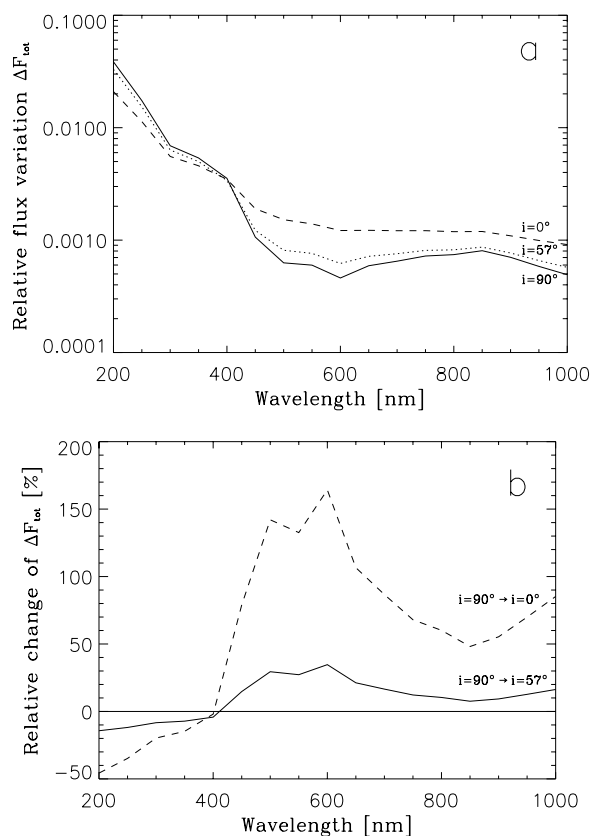 a
Relative flux variation ΔFtot
0.1000
0.0100
0.0010
0.0001
i=0°
i=57°
i=90°
200 400 600 800 1000
Wavelength [nm]
b
Relative change of ΔFtot [%]
200
150
100
50
0
−50
i=90°→i=0°
i=90°→i=57°
200 400 600 800 1000
Wavelength [nm]